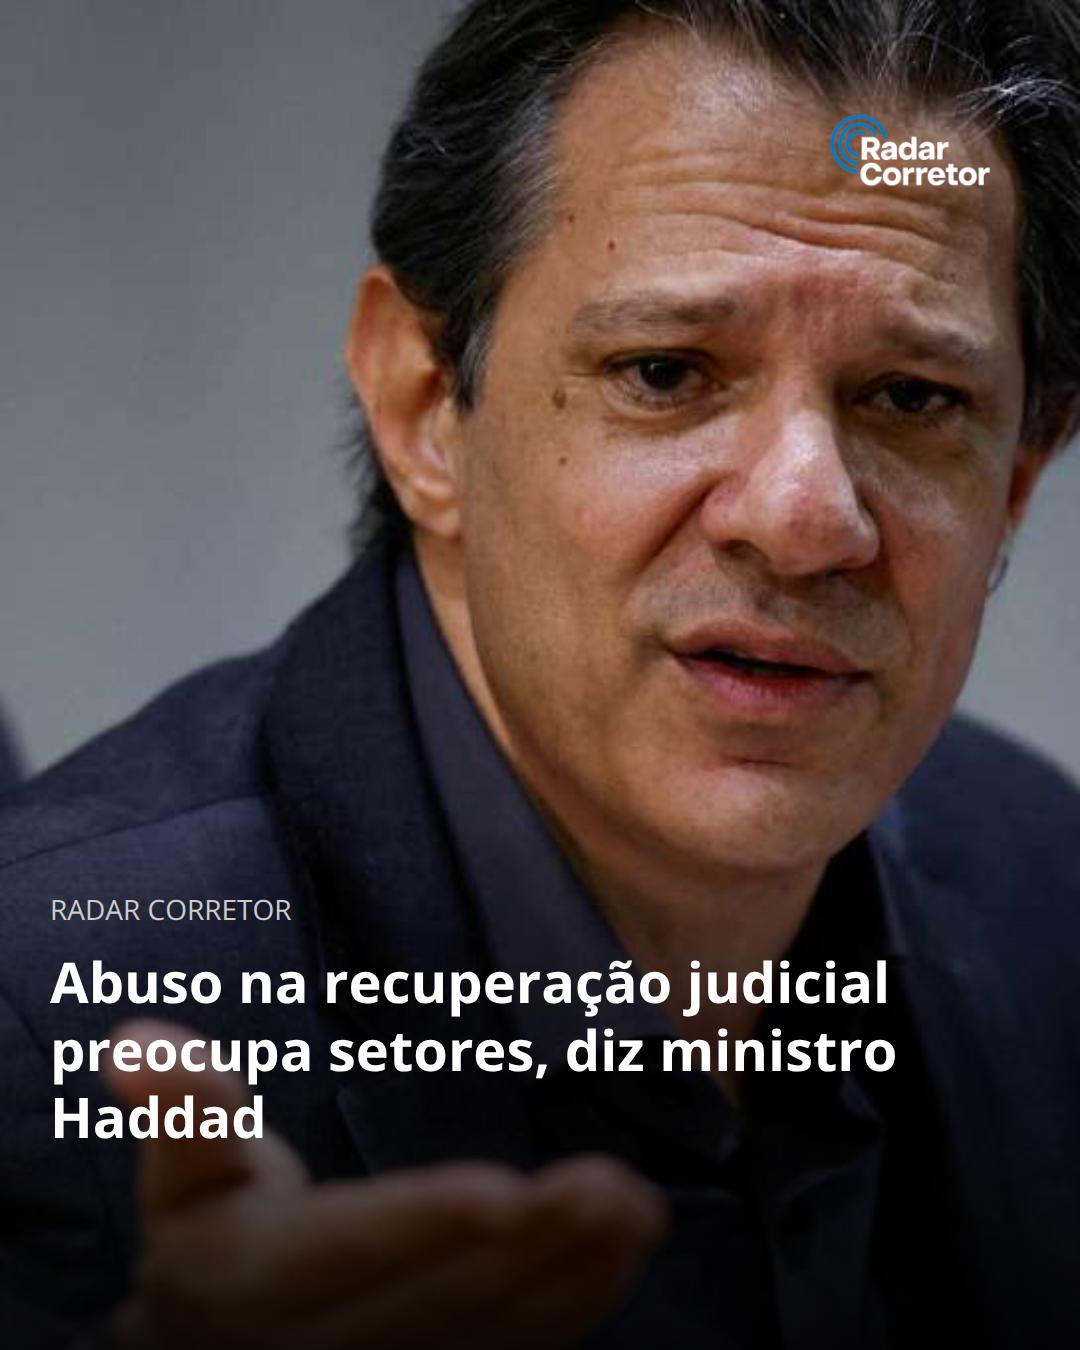 Radar
Corretor
RADAR CORRETOR
Abuso na recuperação judicial
preocupa setores, diz ministro
Haddad